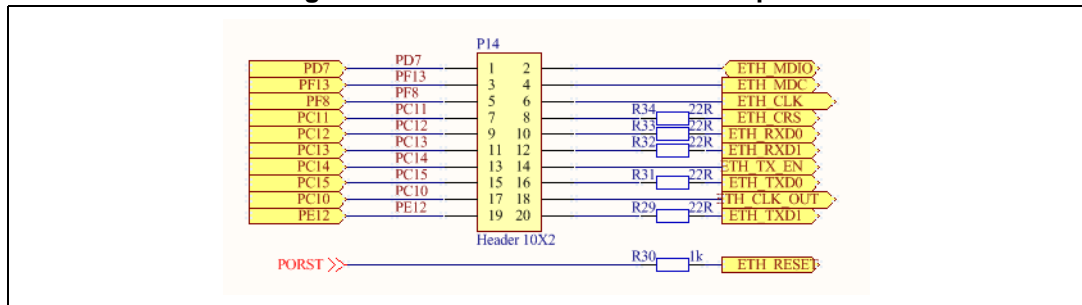 P14
PD7 PD7 1 2 ETH_MDIO
PF13 PF13 3 4 ETH_MDC
PF8 PF8 5 6 ETH_CLK
PC11 PC11 7 8 R34 22R ETH_CRS
PC12 PC12 9 10 R33 22R ETH_RXD0
PC13 PC13 11 12 R32 22R ETH_RXD1
PC14 PC14 13 14 ETH_TX_EN
PC15 PC15 15 16 R31 22R ETH_TXD0
PC10 PC10 17 18 ETH_CLK_OUT
PE12 PE12 19 20 R29 22R ETH_TXD1
Header 10X2
PORST R30 1k ETH_RESET